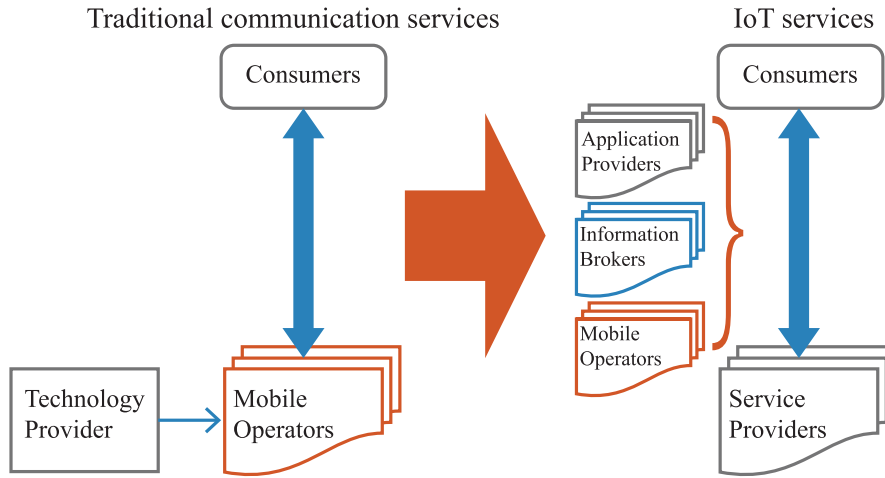 Traditional communication services
IoT services
Consumers
Consumers
Application
Providers
Information
Brokers
Mobile
Operators
Technology
Provider
Mobile
Operators
Service
Providers